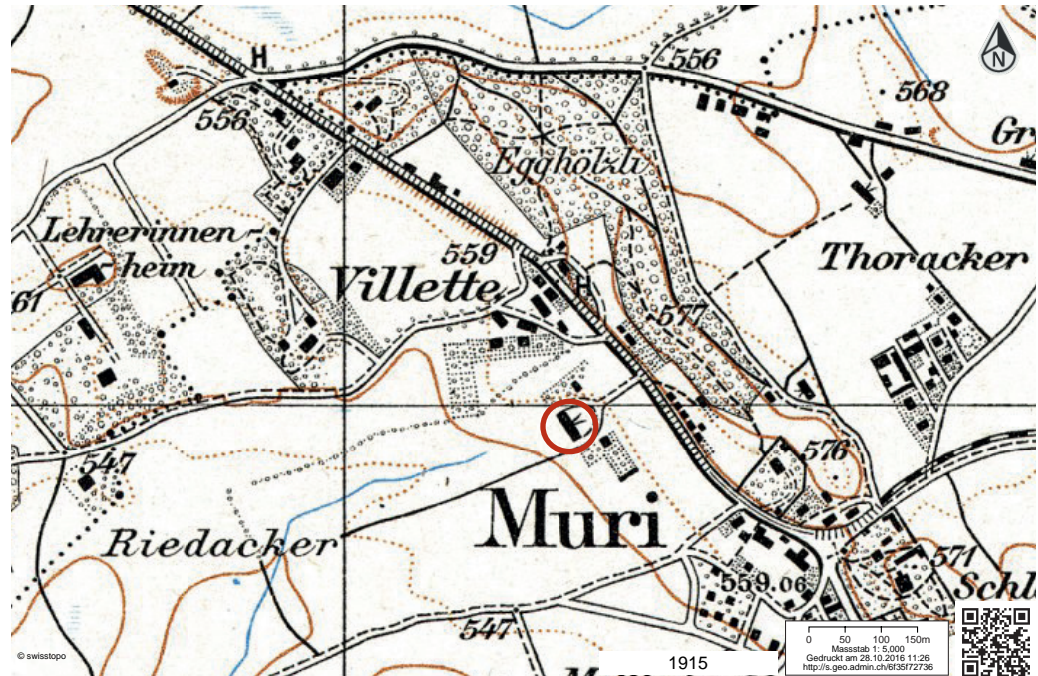 H
N
556
556
568
Gr
Egghölzli
Lehrerinnen-
heim
559
Thoracker
61
Villette
H
577
547
576
Riedacker
Muri
571
559.06
Schl
547
0 50 100 150m
Massstab 1: 5,000
Gedruckt am 28.10.2016 11:26
http://s.geo.admin.ch/6f35f72736
© swisstopo
1915